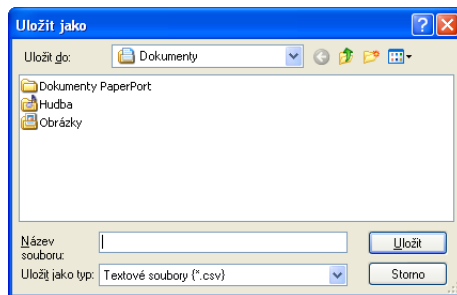 Uložit jako
Uložit do: Dokumenty
Dokumenty PaperPort
Hudba
Obrázky
Název souboru:
Uložit
Uložit jako typ: Textové soubory (*.csv)
Storno